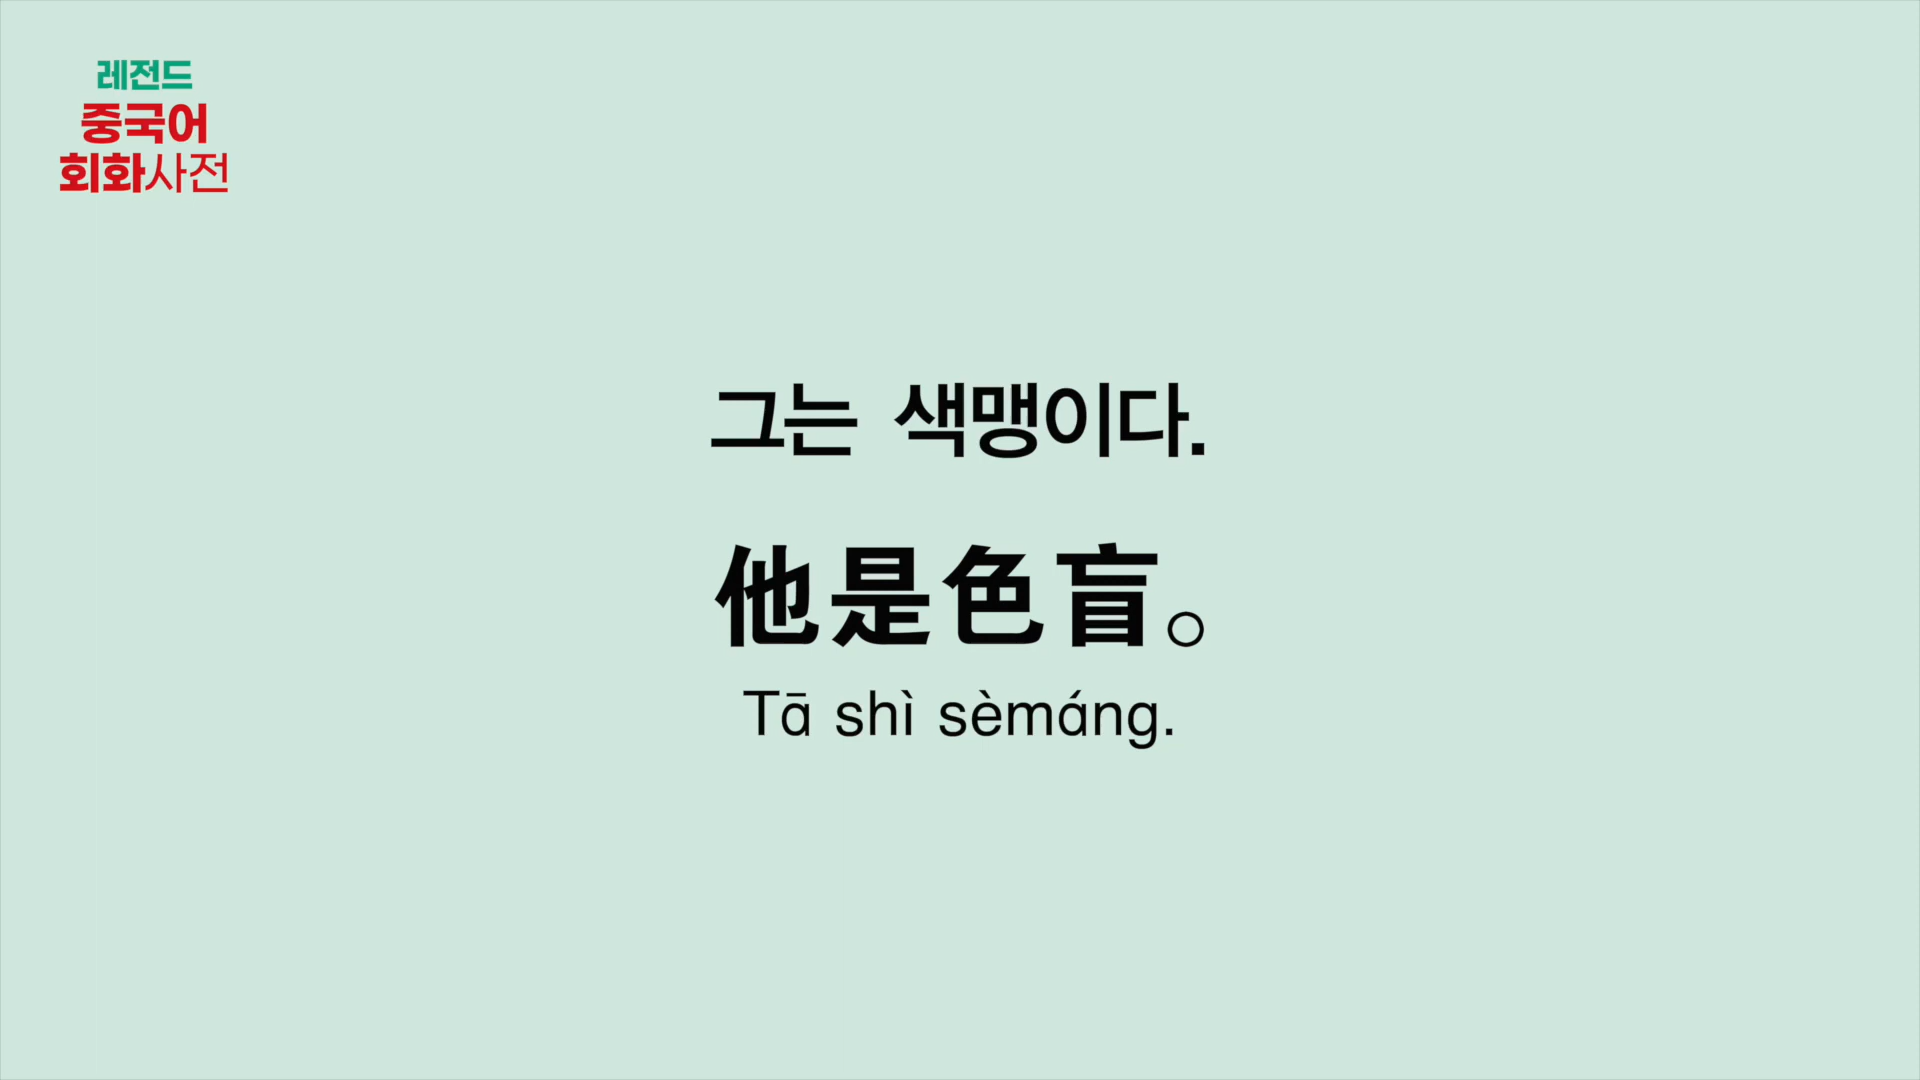 레전드
중국어
회화사전
그는 색맹이다.
他是色盲。
Tā shì sèmáng.